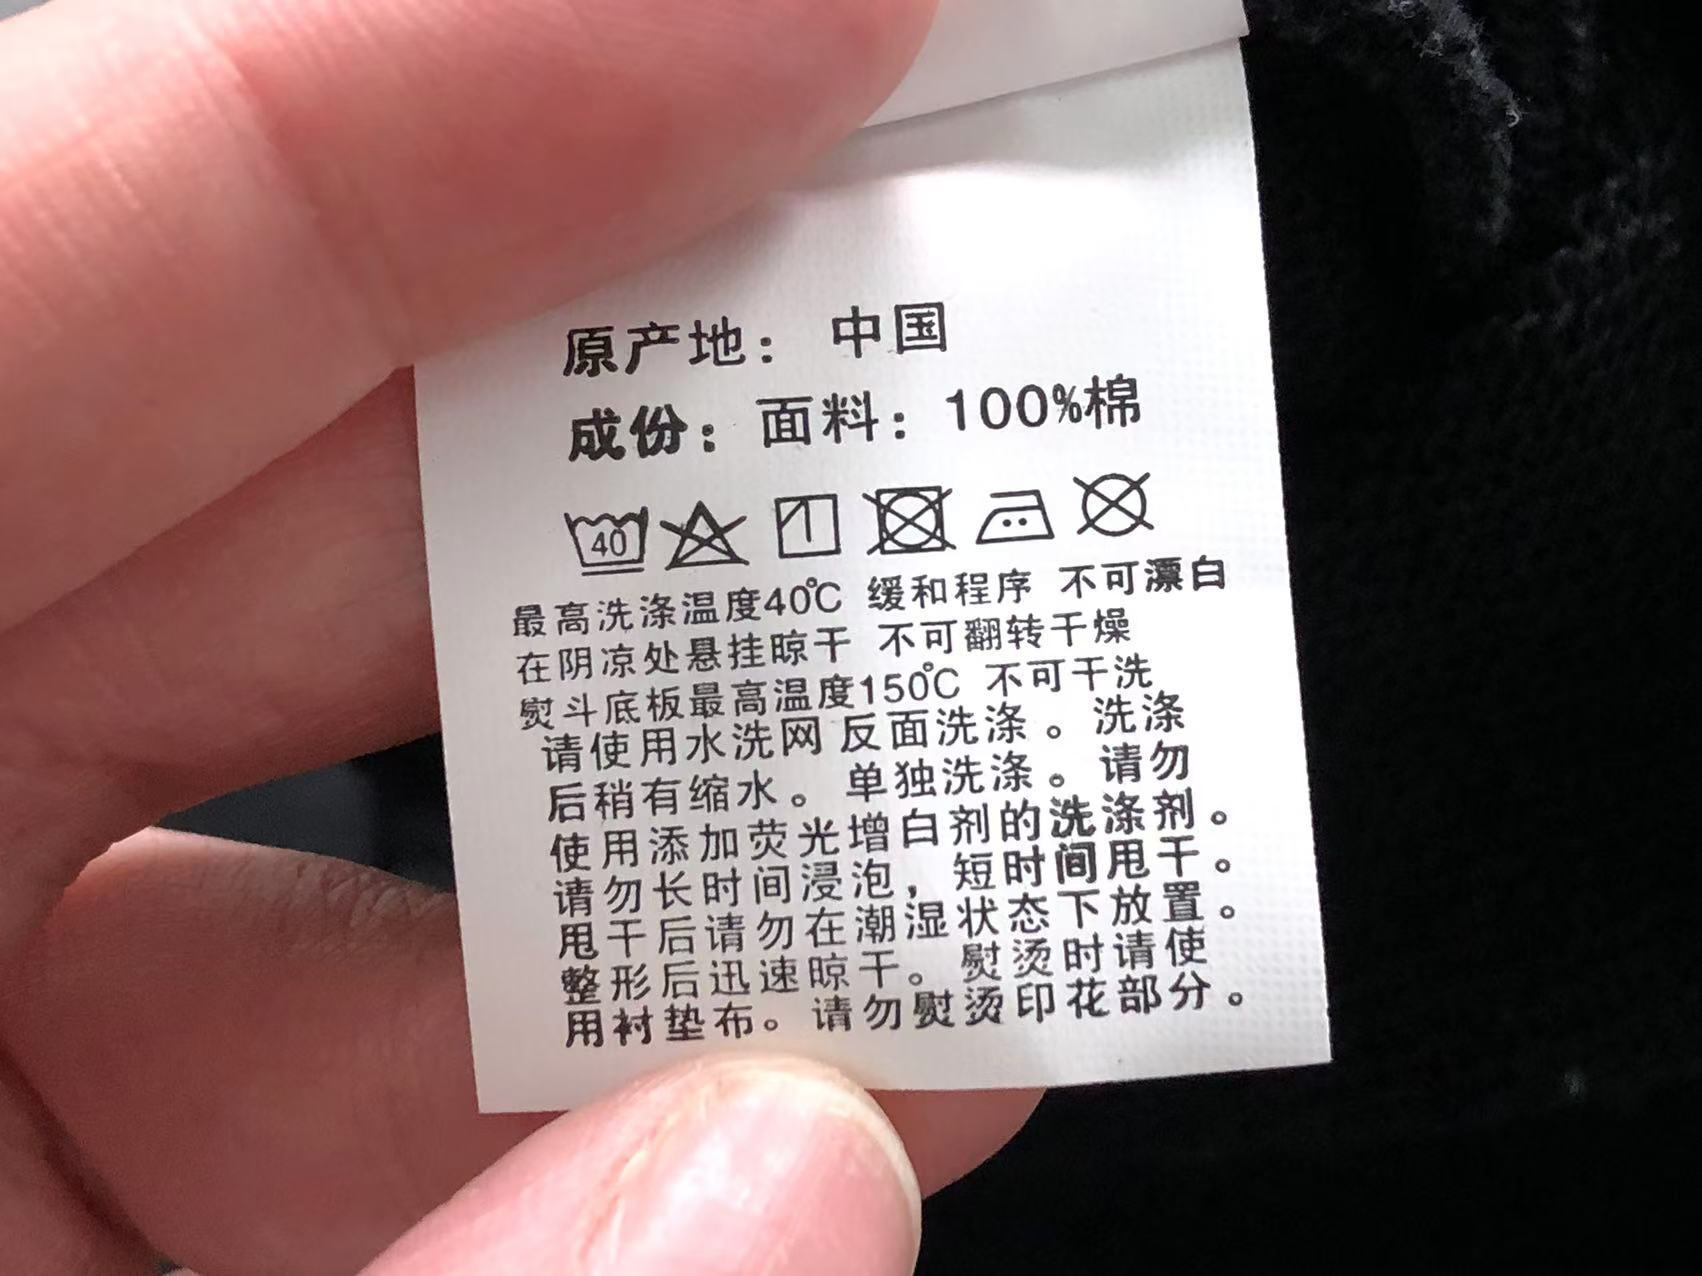 原产地： 中国
成份：面料：100%棉
40
最高洗涤温度40℃ 缓和程序 不可漂白
在阴凉处悬挂晾干 不可翻转干燥
熨斗底板最高温度150℃ 不可干洗
请使用水洗网 反面洗涤。洗涤
后稍有缩水。单独洗涤。请勿
使用添加荧光增白剂的洗涤剂。
请勿长时间浸泡，短时间甩干。
甩干后请勿在潮湿状态下放置。
整形后迅速晾干。熨烫时请使
用衬垫布。请勿熨烫印花部分。